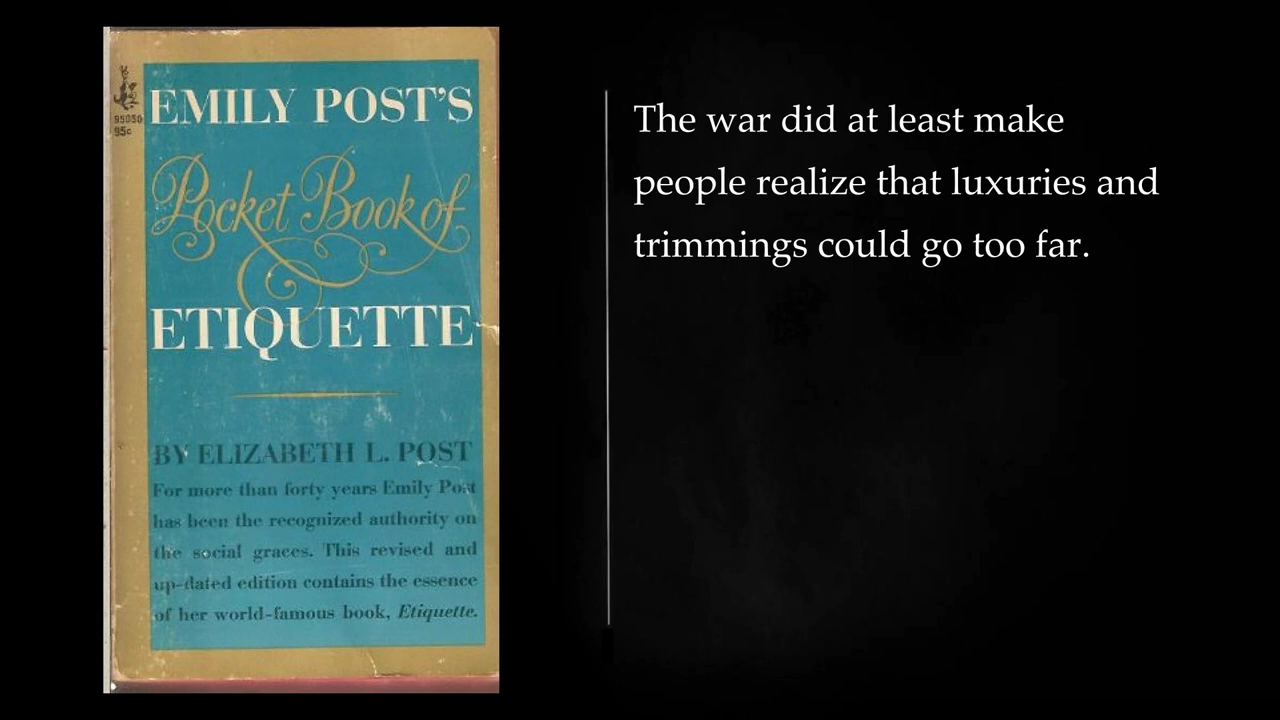 EMILY POST'S
Pocket Book of
ETIQUETTE
95050
95c
BY ELIZABETH L. POST
For more than forty years Emily Post
has been the recognized authority on
the social graces. This revised and
up-dated edition contains the essence
of her world-famous book, Etiquette.
The war did at least make
people realize that luxuries and
trimmings could go too far.